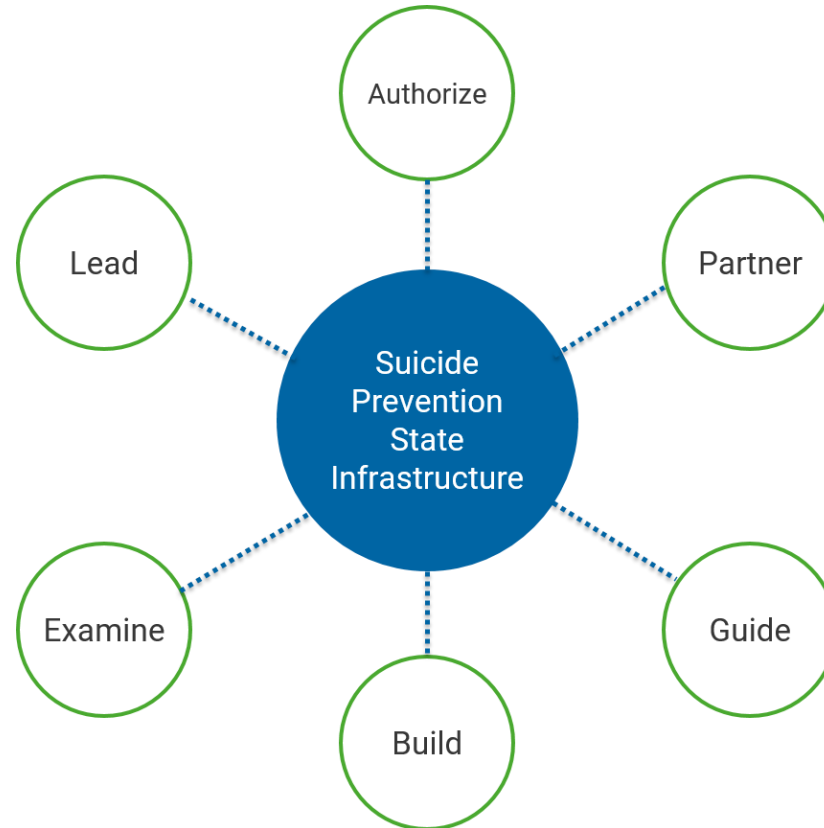 Authorize
Lead
Partner
Suicide
Prevention
State
Infrastructure
Examine
Guide
Build